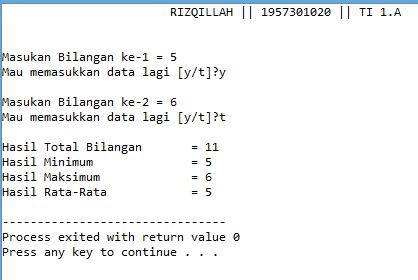 RIZQILLAH || 1957301020 || TI 1.A
Masukan Bilangan ke-1 = 5
Mau memasukkan data lagi [y/t]?y
Masukan Bilangan ke-2 = 6
Mau memasukkan data lagi [y/t]?t
Hasil Total Bilangan = 11
Hasil Minimum = 5
Hasil Maksimum = 6
Hasil Rata-Rata = 5
--------------------------------
Process exited with return value 0
Press any key to continue . . .